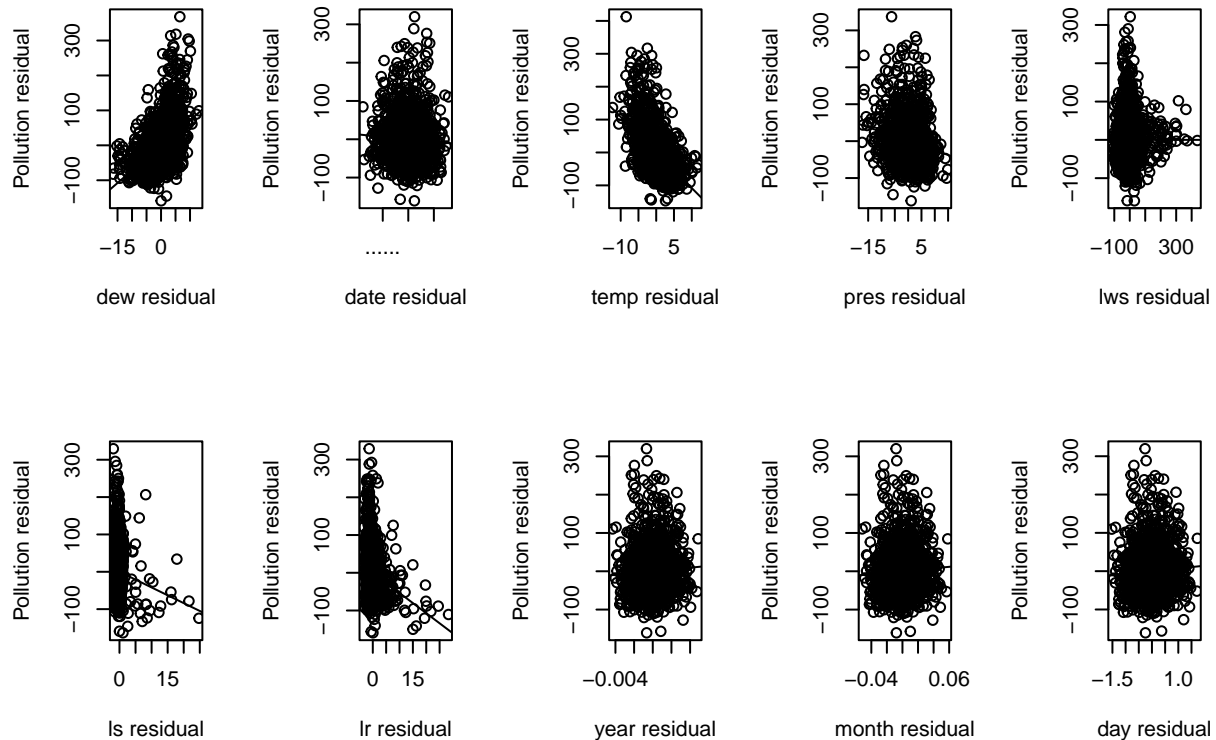 Pollution residual
−100
100
300
−15
0
dew residual
Pollution residual
−100
100
300
......
date residual
Pollution residual
−100
100
300
−10
5
temp residual
Pollution residual
−100
100
300
−15
5
pres residual
Pollution residual
−100
100
300
−100
300
lws residual
Pollution residual
−100
100
300
0
15
ls residual
Pollution residual
−100
100
300
0
15
lr residual
Pollution residual
−100
100
300
−0.004
year residual
Pollution residual
−100
100
300
−0.04
0.06
month residual
Pollution residual
−100
100
300
−1.5
1.0
day residual